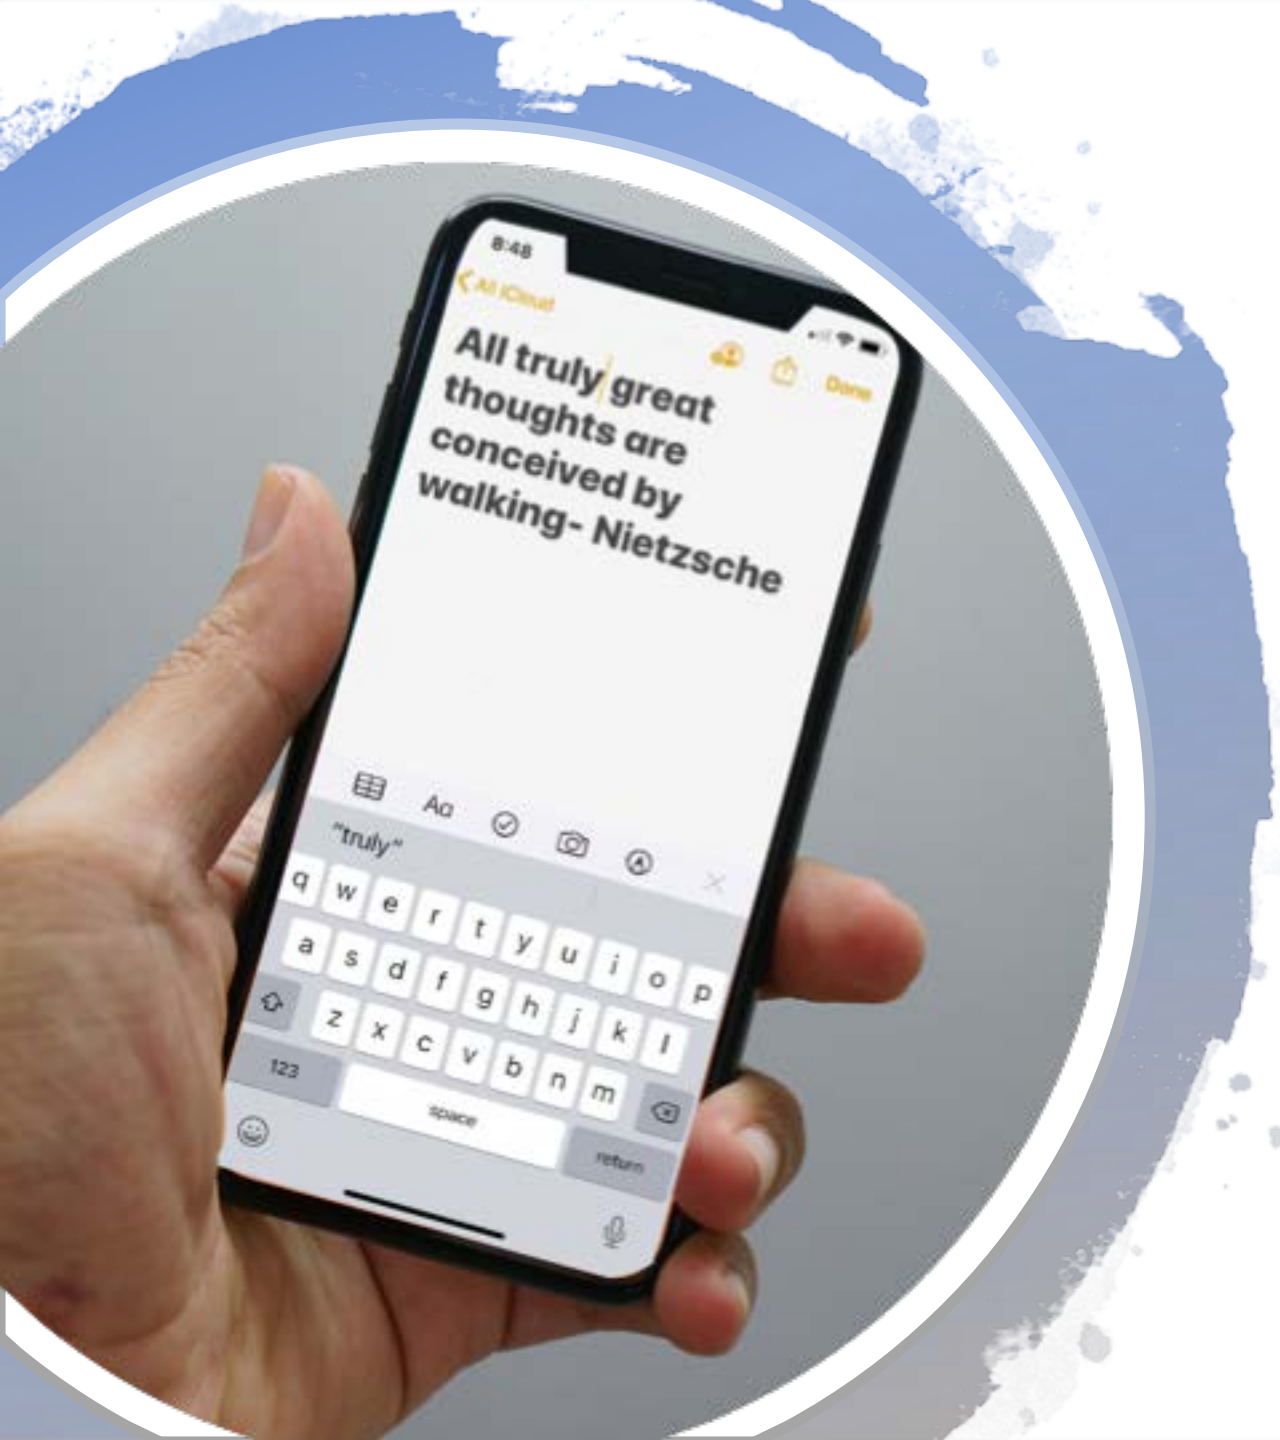 8:48
All iCloud
Done
All truly great
thoughts are
conceived by
walking- Nietzsche
Aa
"truly"
q w e r t y u i o p
a s d f g h j k l
z x c v b n m
123 space return